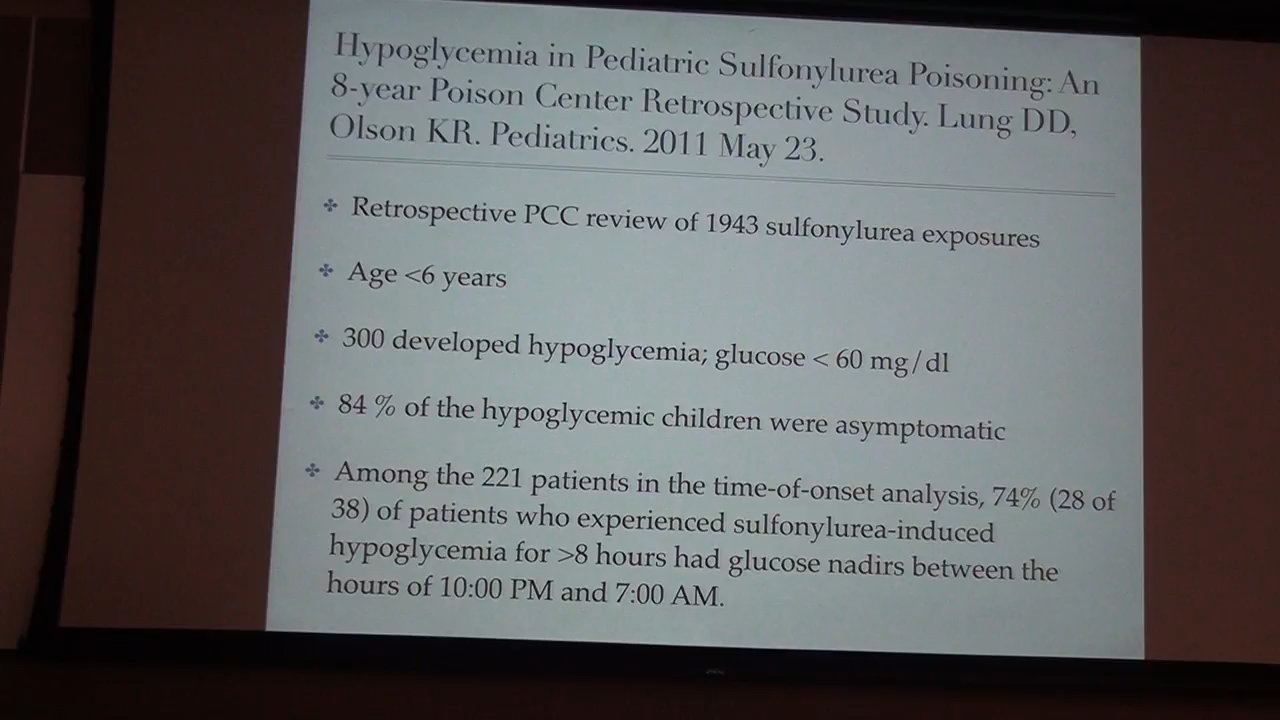 Hypoglycemia in Pediatric Sulfonylurea Poisoning: An
8-year Poison Center Retrospective Study. Lung DD,
Olson KR. Pediatrics. 2011 May 23.
Retrospective PCC review of 1943 sulfonylurea exposures
Age <6 years
300 developed hypoglycemia; glucose < 60 mg/dl
84 % of the hypoglycemic children were asymptomatic
Among the 221 patients in the time-of-onset analysis, 74% (28 of
38) of patients who experienced sulfonylurea-induced
hypoglycemia for >8 hours had glucose nadirs between the
hours of 10:00 PM and 7:00 AM.